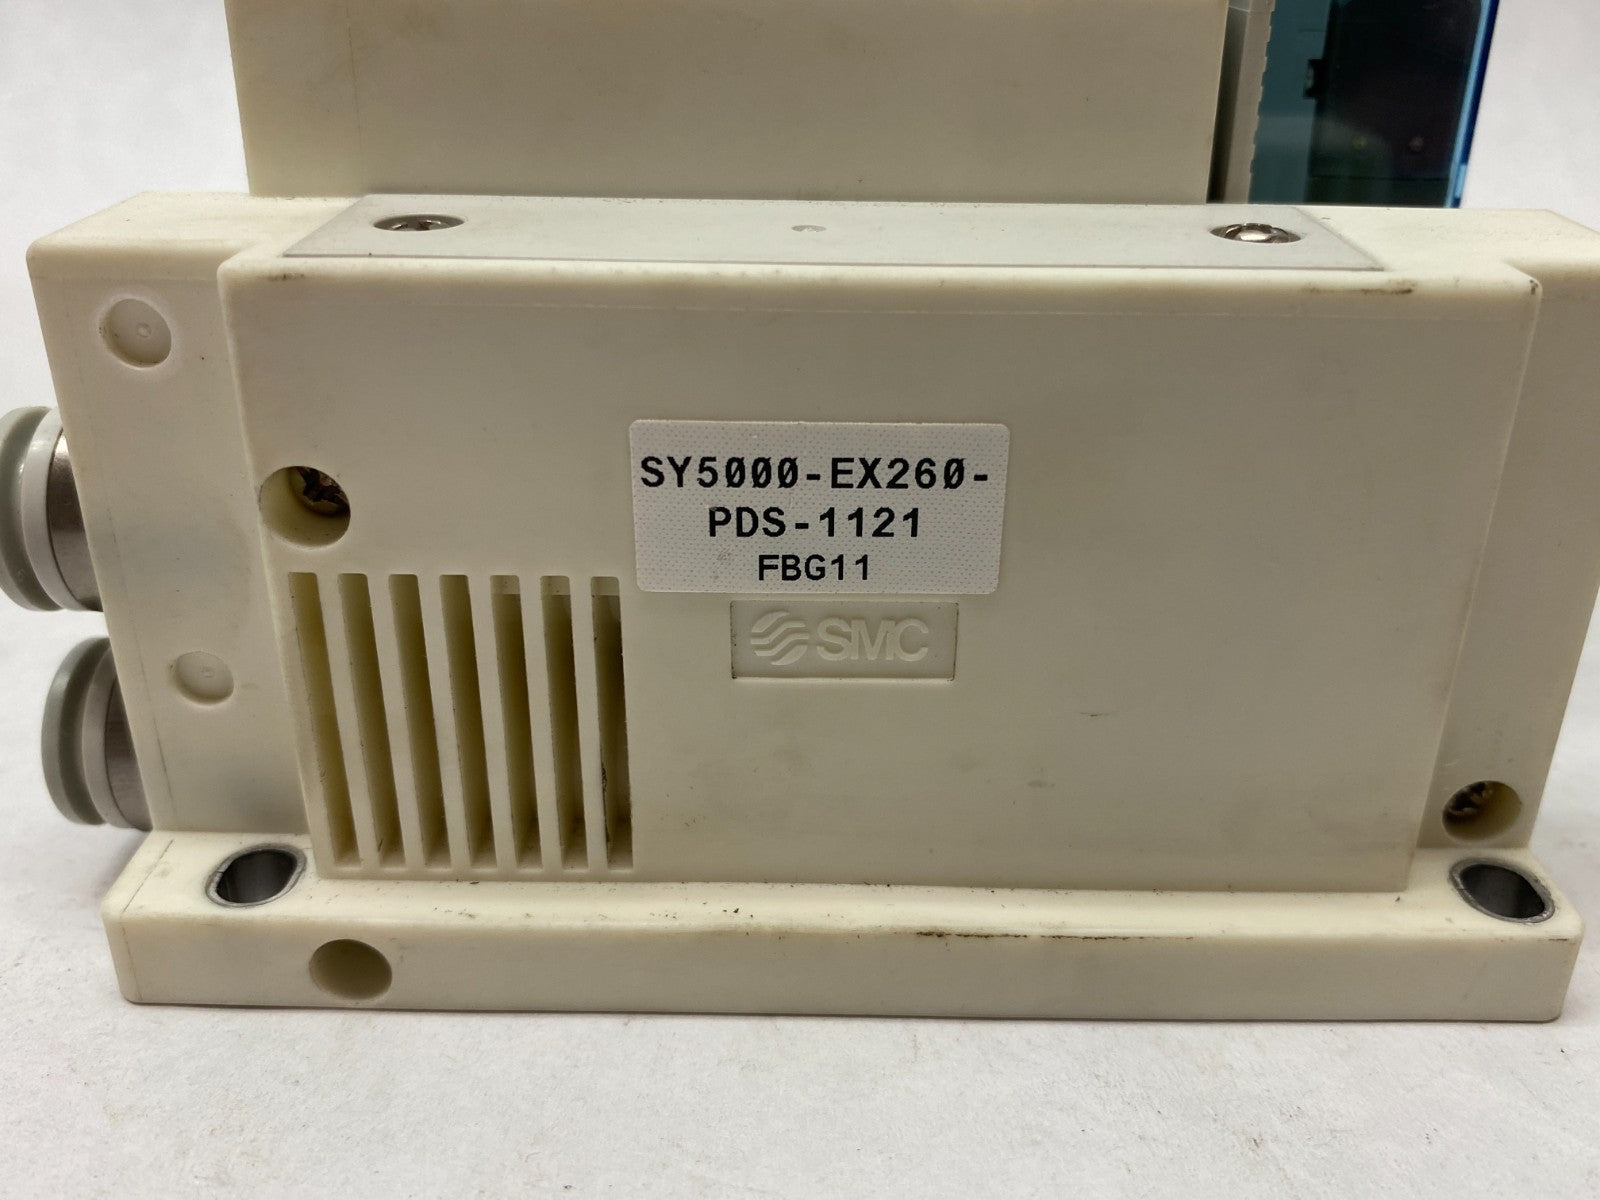 SY5000-EX260-
PDS-1121
FBG11
SMC